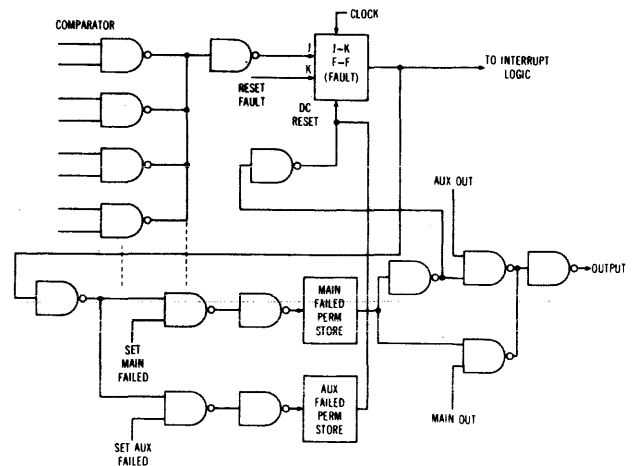 CLOCK
COMPARATOR
J
K
J-K
F-F
(FAULT)
TO INTERRUPT
LOGIC
RESET
FAULT
DC
RESET
AUX OUT
OUTPUT
MAIN
FAILED
PERM
STORE
SET
MAIN
FAILED
MAIN OUT
AUX
FAILED
PERM
STORE
SET AUX
FAILED